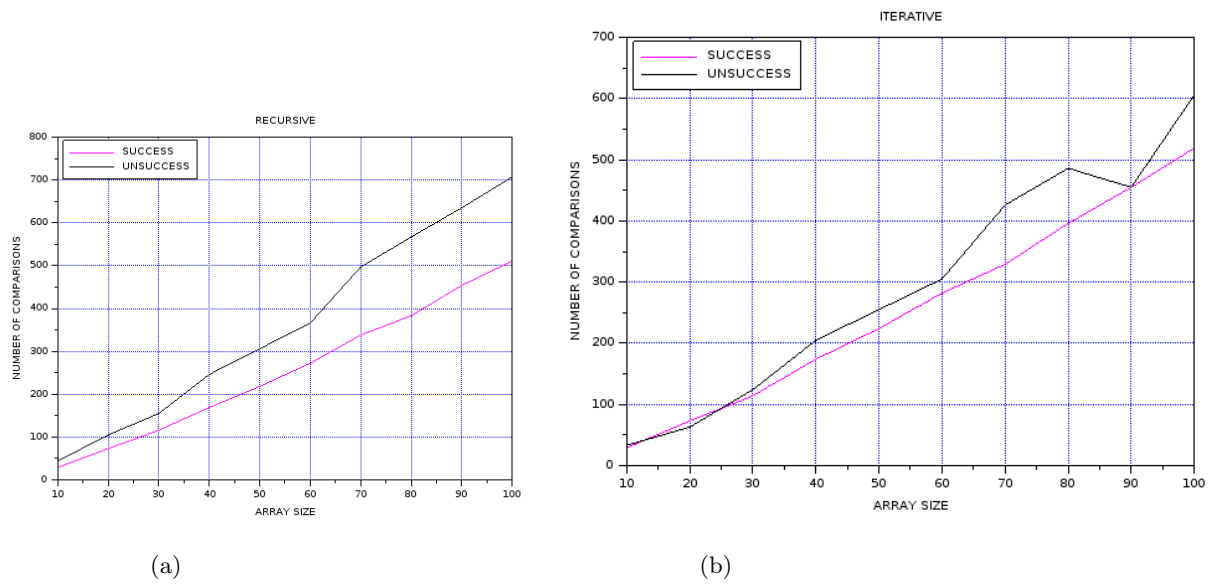 RECURSIVE
SUCCESS
UNSUCCESS
NUMBER OF COMPARISONS
800
700
600
500
400
300
200
100
0
10 20 30 40 50 60 70 80 90 100
ARRAY SIZE
(a)
ITERATIVE
SUCCESS
UNSUCCESS
NUMBER OF COMPARISONS
700
600
500
400
300
200
100
0
10 20 30 40 50 60 70 80 90 100
ARRAY SIZE
(b)